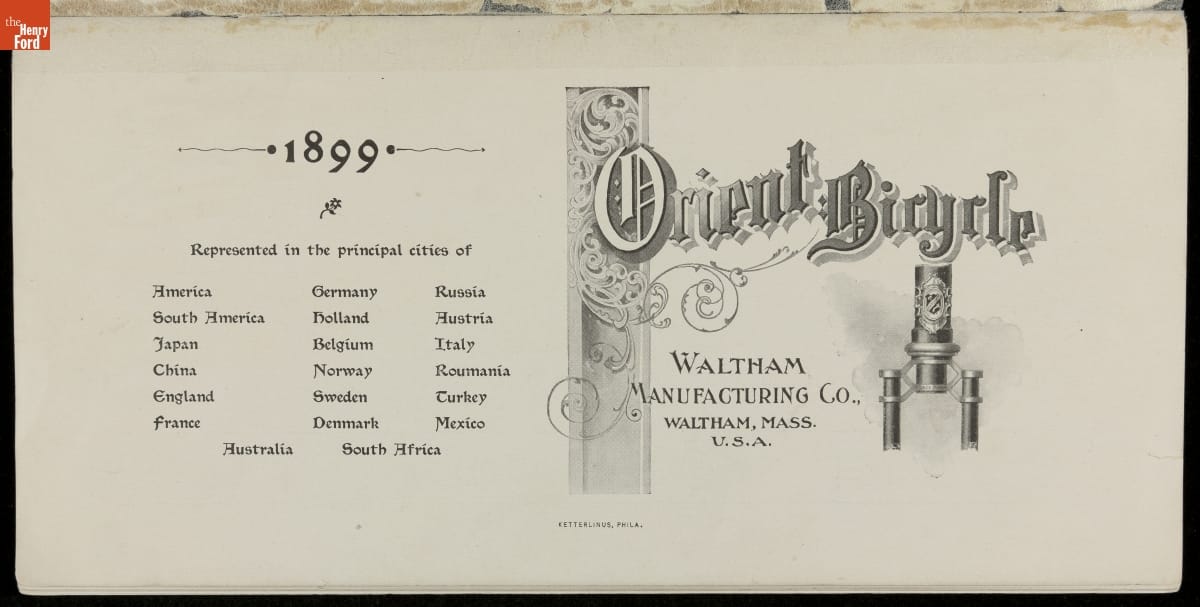 the
Henry
Ford
1899
Represented in the principal cities of
America Germany Russia
South America Holland Austria
Japan Belgium Italy
China Norway Roumania
England Sweden Turkey
France Denmark Mexico
Australia South Africa
Orient Bicycle
WALTHAM
MANUFACTURING CO.,
WALTHAM, MASS.
U.S.A.
KETTERLINUS, PHILA.